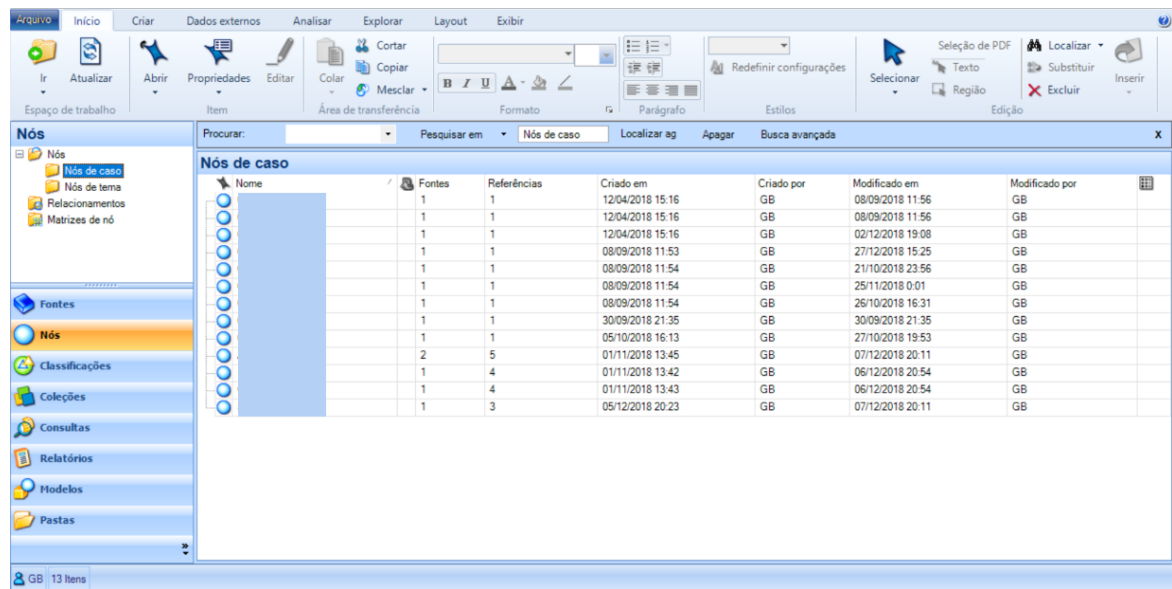 Arquivo Início Criar Dados externos Analisar Explorar Layout Exibir
Ir Atualizar Abrir Propriedades Editar Colar
Cortar
Copiar
Mesclar
B I U A
Redefinir configurações
Selecionar
Seleção de PDF
Texto
Região
Localizar
Substituir
Excluir
Inserir
Espaço de trabalho Item Área de transferência Formato Parágrafo Estilos Edição
Nós
Nós
Nós de caso
Nós de tema
Relacionamentos
Matrizes de nó
Fontes
Nós
Classificações
Coleções
Consultas
Relatórios
Modelos
Pastas
Procurar: Pesquisar em Nós de caso Localizar ag Apagar Busca avançada X
Nós de caso
Nome Fontes Referências Criado em Criado por Modificado em Modificado por
1 1 12/04/2018 15:16 GB 08/09/2018 11:56 GB
1 1 12/04/2018 15:16 GB 08/09/2018 11:56 GB
1 1 12/04/2018 15:16 GB 02/12/2018 19:08 GB
1 1 08/09/2018 11:53 GB 27/12/2018 15:25 GB
1 1 08/09/2018 11:54 GB 21/10/2018 23:56 GB
1 1 08/09/2018 11:54 GB 25/11/2018 0:01 GB
1 1 08/09/2018 11:54 GB 26/10/2018 16:31 GB
1 1 30/09/2018 21:35 GB 30/09/2018 21:35 GB
1 1 05/10/2018 16:13 GB 27/10/2018 19:53 GB
2 5 01/11/2018 13:45 GB 07/12/2018 20:11 GB
1 4 01/11/2018 13:42 GB 06/12/2018 20:54 GB
1 4 01/11/2018 13:43 GB 06/12/2018 20:54 GB
1 3 05/12/2018 20:23 GB 07/12/2018 20:11 GB
GB 13 Itens